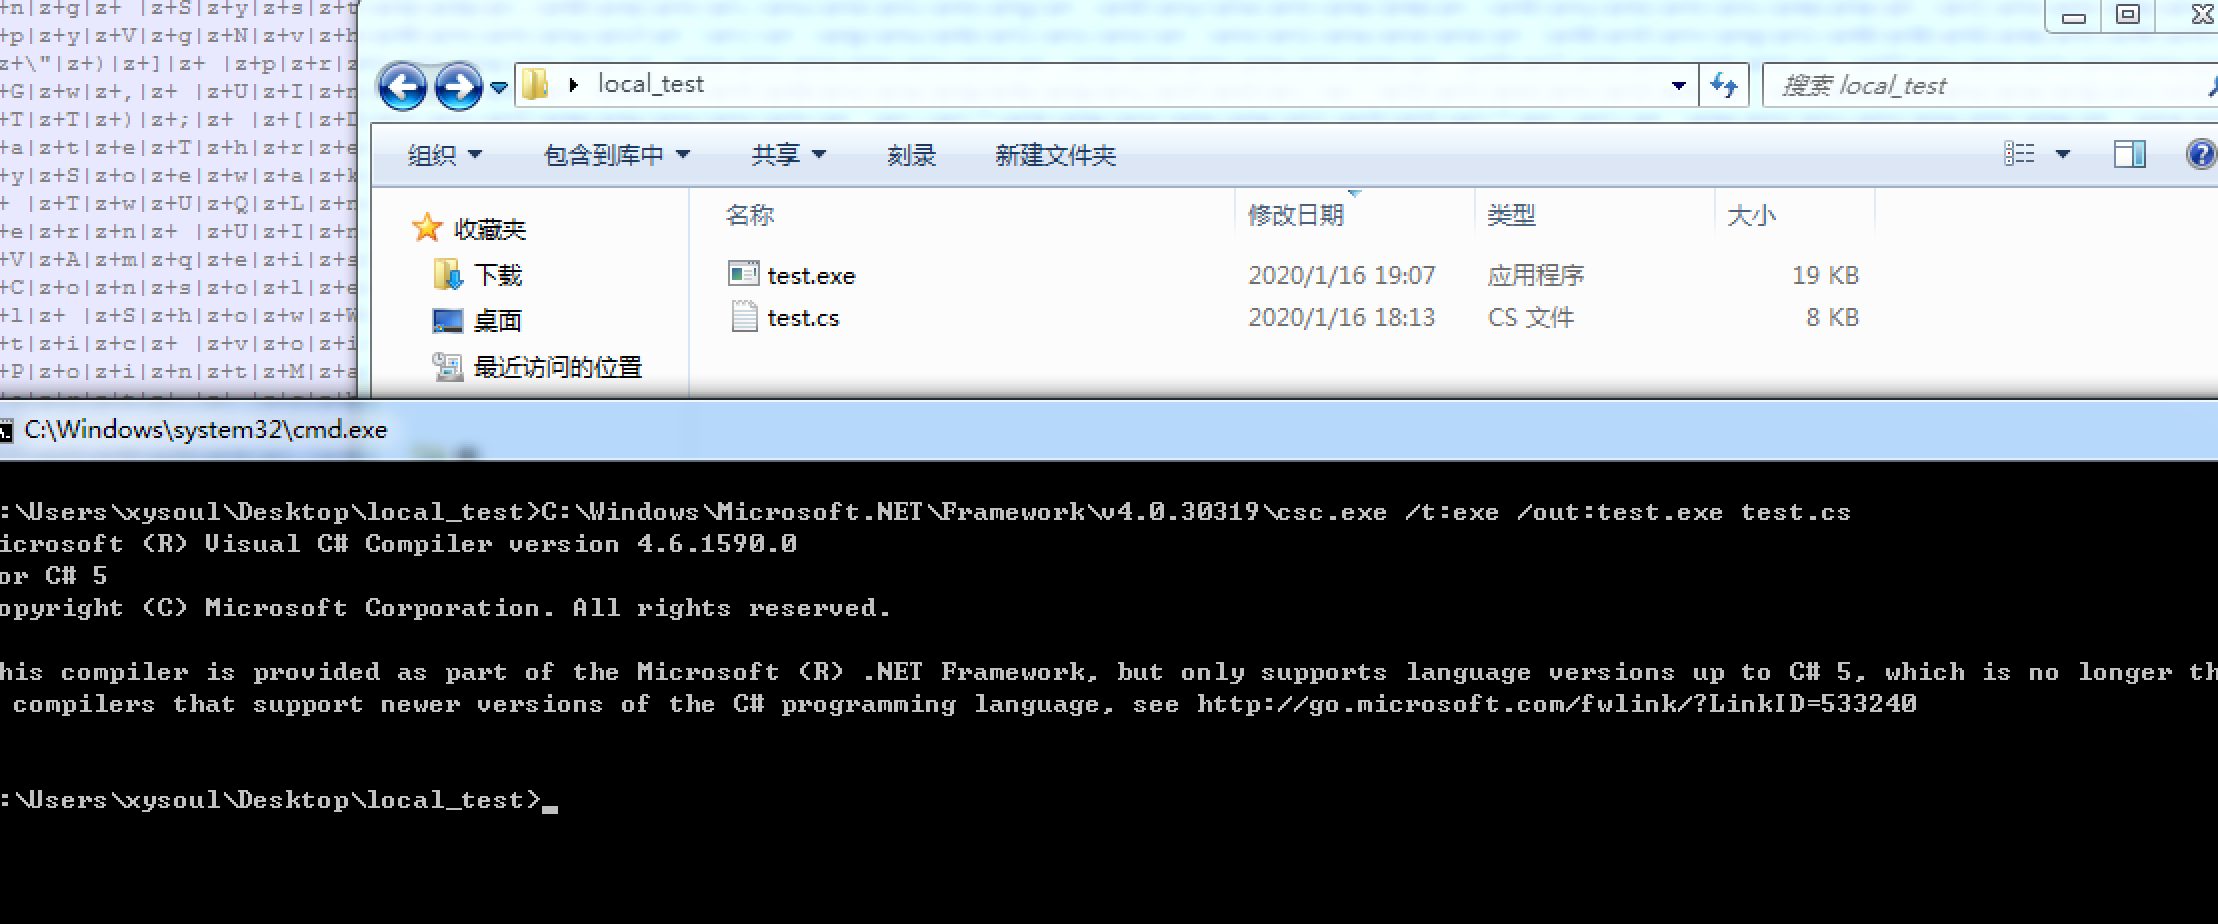 +n|z+g|z+ |z+S|z+y|z+s|z+t
+p|z+y|z+V|z+g|z+N|z+v|z+h
z+\"|z+)|z+]|z+ |z+p|z+r|z
+G|z+w|z+,|z+ |z+U|z+I|z+n
+T|z+T|z+)|z+;|z+ |z+[|z+D
+a|z+t|z+e|z+T|z+h|z+r|z+e
+y|z+S|z+o|z+e|z+w|z+a|z+k
+ |z+T|z+w|z+U|z+Q|z+L|z+n
+e|z+r|z+n|z+ |z+U|z+I|z+n
+V|z+A|z+m|z+q|z+e|z+i|z+s
+C|z+o|z+n|z+s|z+o|z+l|z+e
+l|z+ |z+S|z+h|z+o|z+w|z+W
+t|z+i|z+c|z+ |z+v|z+o|z+i
+P|z+o|z+i|z+n|z+t|z+M|z+a
local_test
搜索 local_test
组织 包含到库中 共享 刻录 新建文件夹
收藏夹
下载
桌面
最近访问的位置
名称 修改日期 类型 大小
test.exe 2020/1/16 19:07 应用程序 19 KB
test.cs 2020/1/16 18:13 CS 文件 8 KB
C:\Windows\system32\cmd.exe
:\Users\xysoul\Desktop\local_test>C:\Windows\Microsoft.NET\Framework\v4.0.30319\csc.exe /t:exe /out:test.exe test.cs
icrosoft (R) Visual C# Compiler version 4.6.1590.0
or C# 5
opyright (C) Microsoft Corporation. All rights reserved.
his compiler is provided as part of the Microsoft (R) .NET Framework, but only supports language versions up to C# 5, which is no longer th
compilers that support newer versions of the C# programming language, see http://go.microsoft.com/fwlink/?LinkID=533240
:\Users\xysoul\Desktop\local_test>